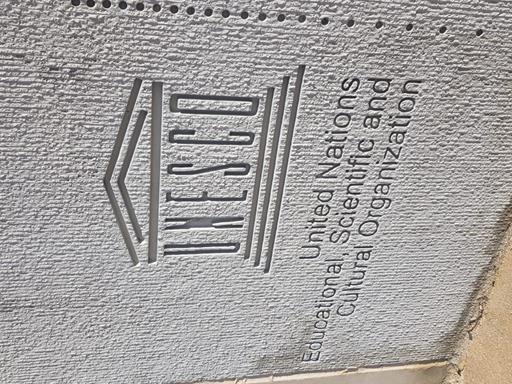 UNESCO
United Nations
Educational, Scientific and
Cultural Organization